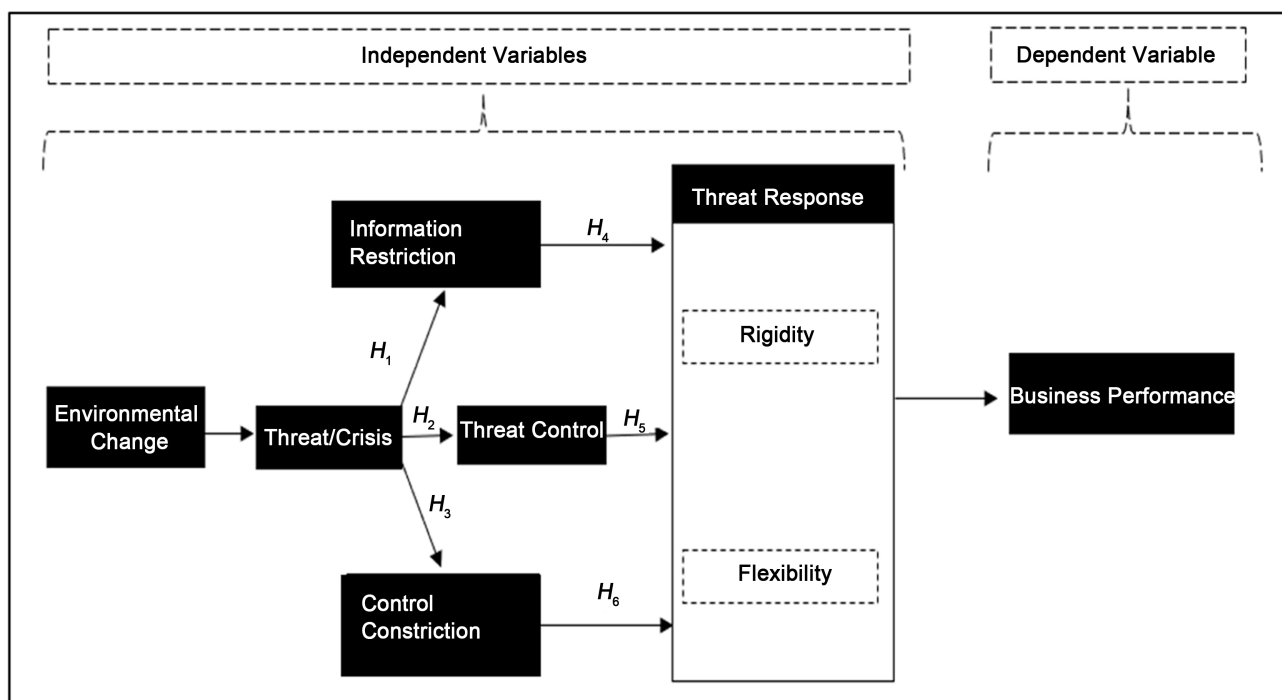 Independent Variables
Dependent Variable
Threat Response
Information
Restriction
H4
Rigidity
H1
Environmental
Change
Threat/Crisis
H2
Threat Control
H5
Business Performance
H3
Flexibility
Control
Constriction
H6